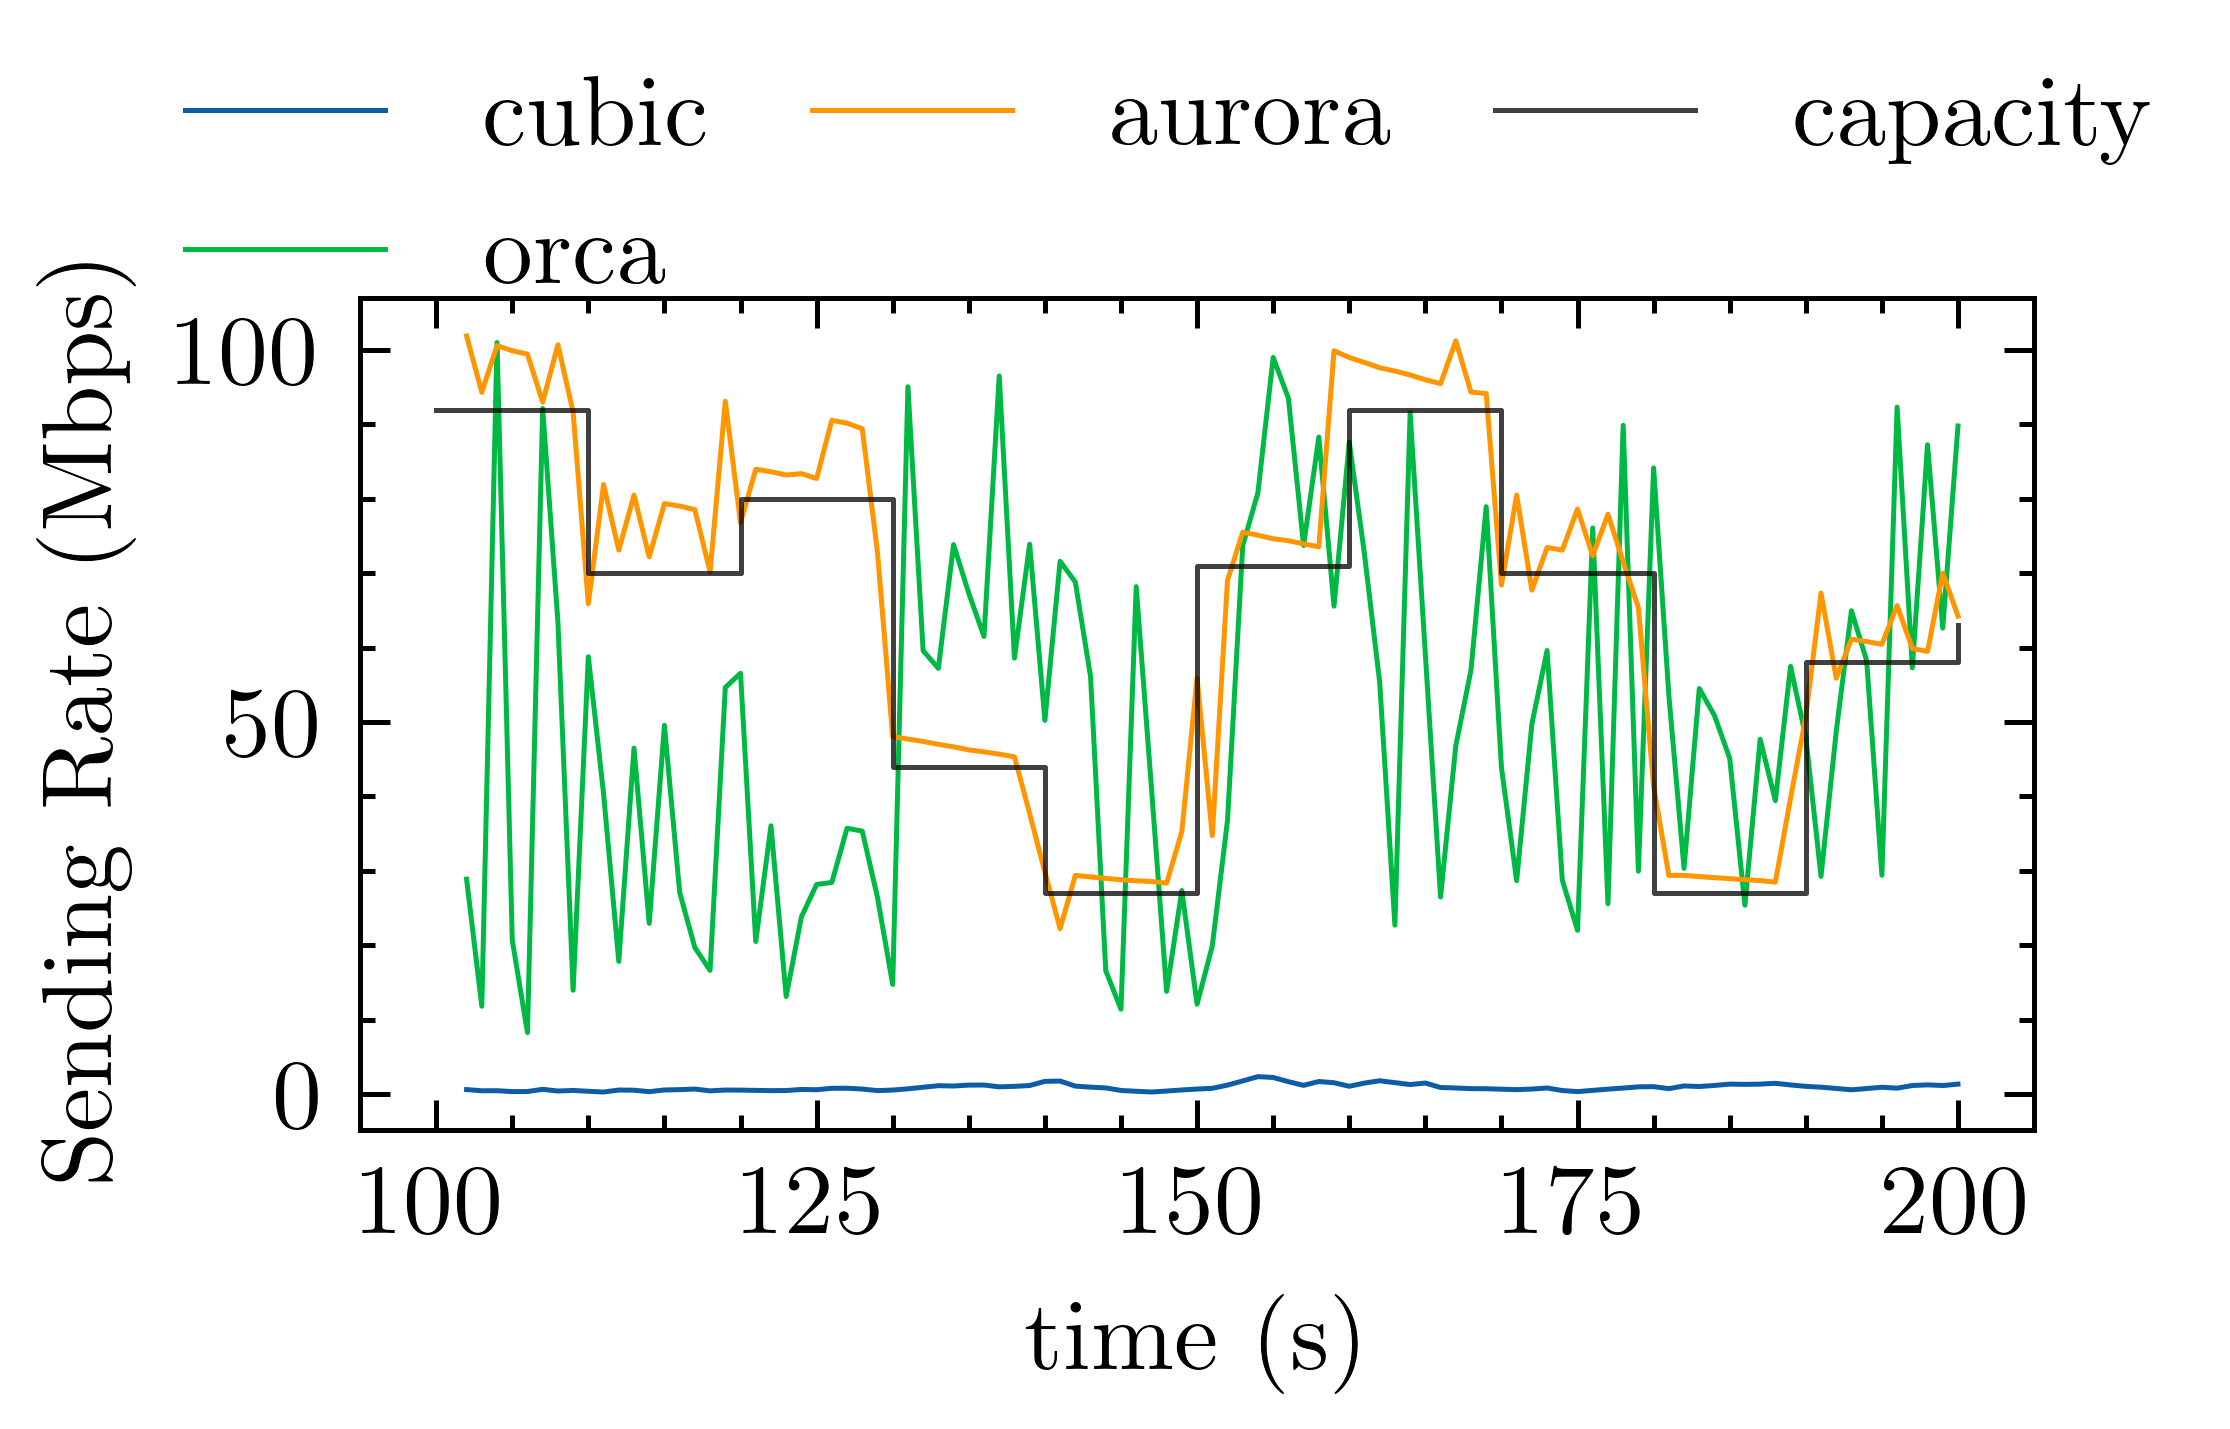 cubic aurora capacity
orca
Sending Rate (Mbps)
100
50
0
100 125 150 175 200
time (s)